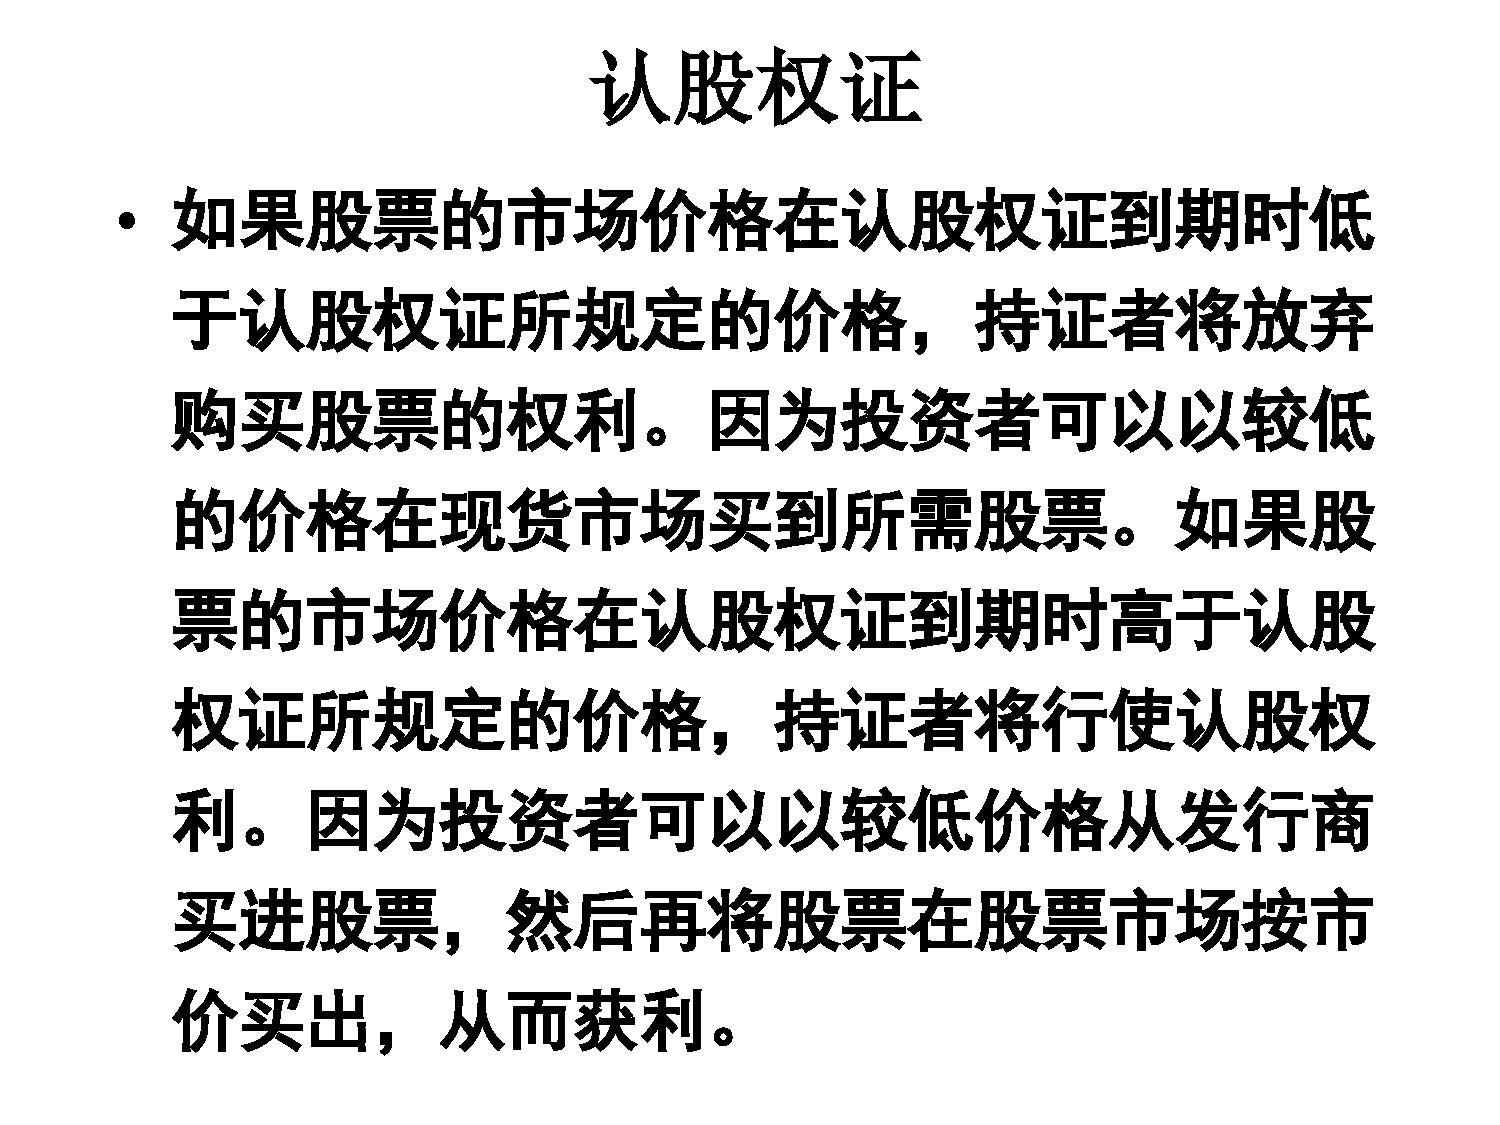 认股权证
• 如果股票的市场价格在认股权证到期时低
于认股权证所规定的价格，持证者将放弃
购买股票的权利。因为投资者可以以较低
的价格在现货市场买到所需股票。如果股
票的市场价格在认股权证到期时高于认股
权证所规定的价格，持证者将行使认股权
利。因为投资者可以以较低价格从发行商
买进股票，然后再将股票在股票市场按市
价买出，从而获利。